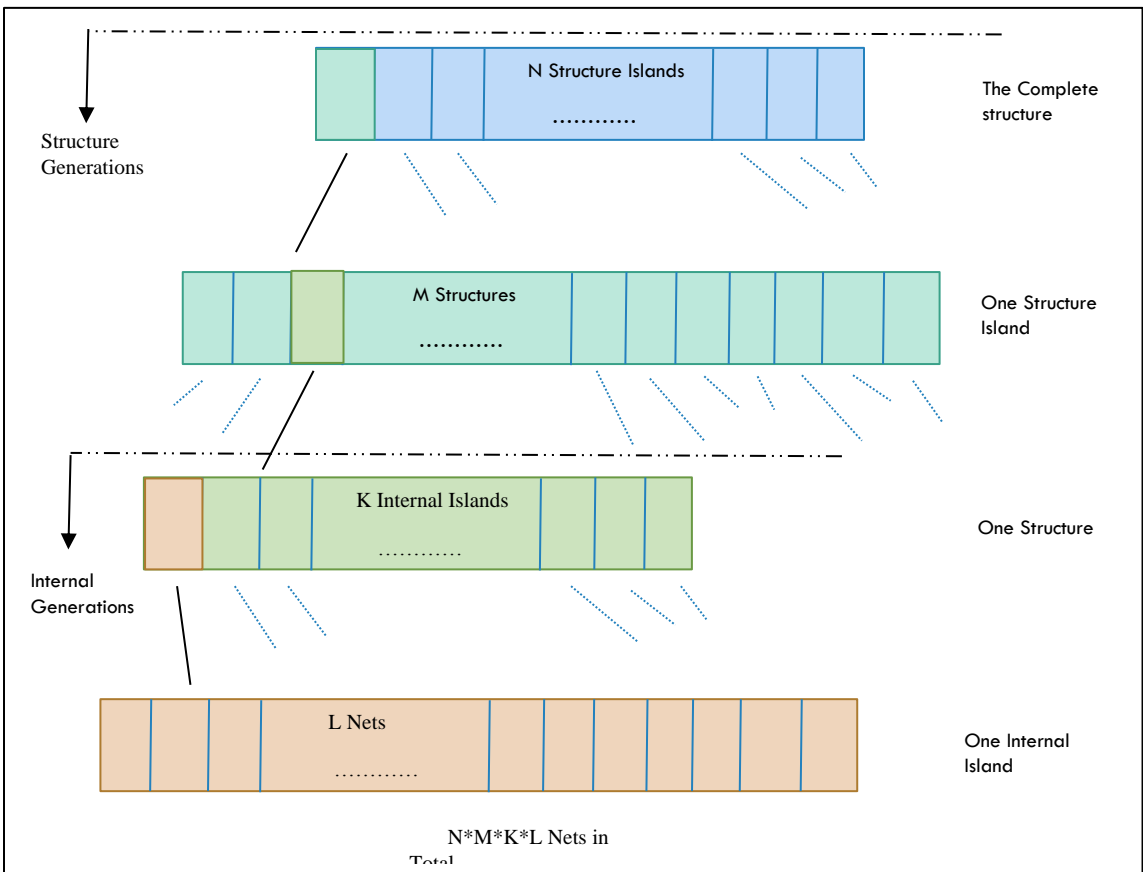 N Structure Islands
............
The Complete
structure
Structure
Generations
M Structures
............
One Structure
Island
K Internal Islands
............
One Structure
Internal
Generations
L Nets
............
One Internal
Island
N*M*K*L Nets in
Total